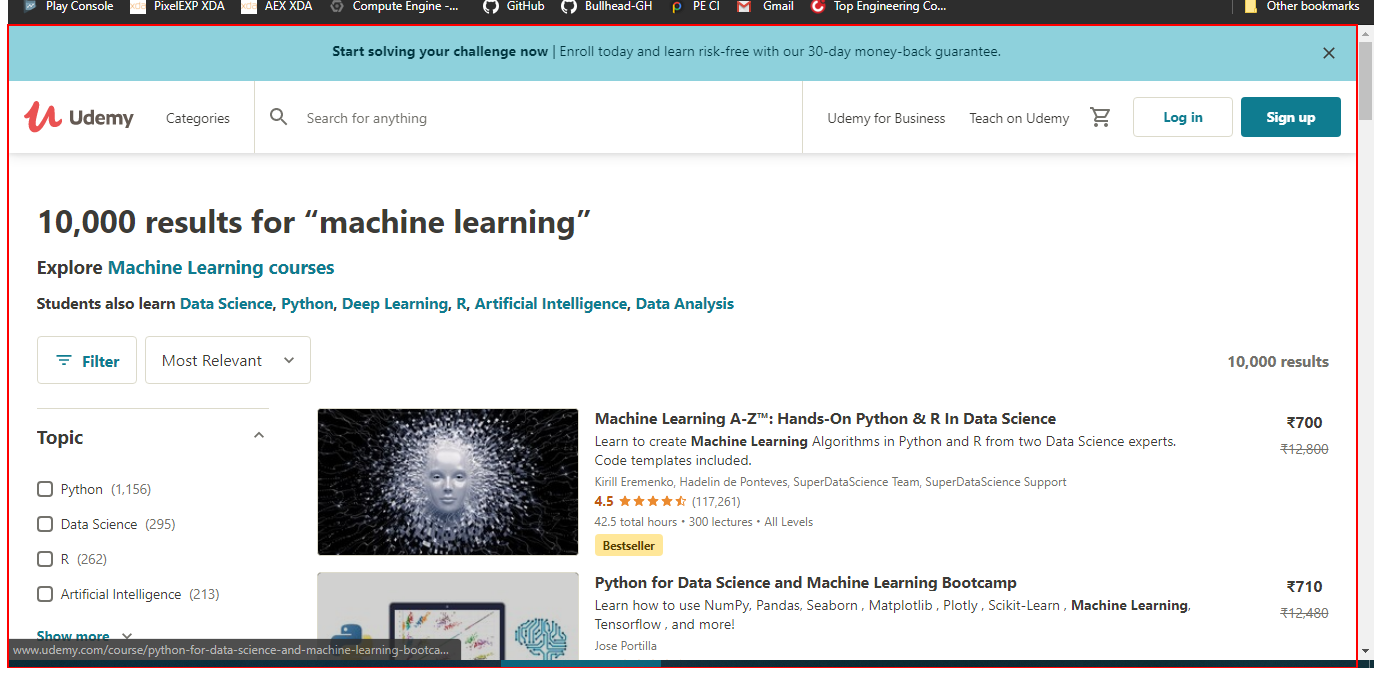 Play Console PixelEXP XDA AEX XDA Compute Engine -... GitHub Bullhead-GH PE CI Gmail Top Engineering Co... Other bookmarks
Start solving your challenge now | Enroll today and learn risk-free with our 30-day money-back guarantee.
Udemy Categories Search for anything Udemy for Business Teach on Udemy Log in Sign up
10,000 results for “machine learning”
Explore Machine Learning courses
Students also learn Data Science, Python, Deep Learning, R, Artificial Intelligence, Data Analysis
Filter Most Relevant 10,000 results
Topic
Python (1,156)
Data Science (295)
R (262)
Artificial Intelligence (213)
Show more
Machine Learning A-Z™: Hands-On Python & R In Data Science ₹700
Learn to create Machine Learning Algorithms in Python and R from two Data Science experts. ₹12,800
Code templates included.
Kirill Eremenko, Hadelin de Ponteves, SuperDataScience Team, SuperDataScience Support
4.5 (117,261)
42.5 total hours • 300 lectures • All Levels
Bestseller
Python for Data Science and Machine Learning Bootcamp ₹710
Learn how to use NumPy, Pandas, Seaborn , Matplotlib , Plotly , Scikit-Learn , Machine Learning, ₹12,480
Tensorflow , and more!
Jose Portilla
www.udemy.com/course/python-for-data-science-and-machine-learning-bootca...